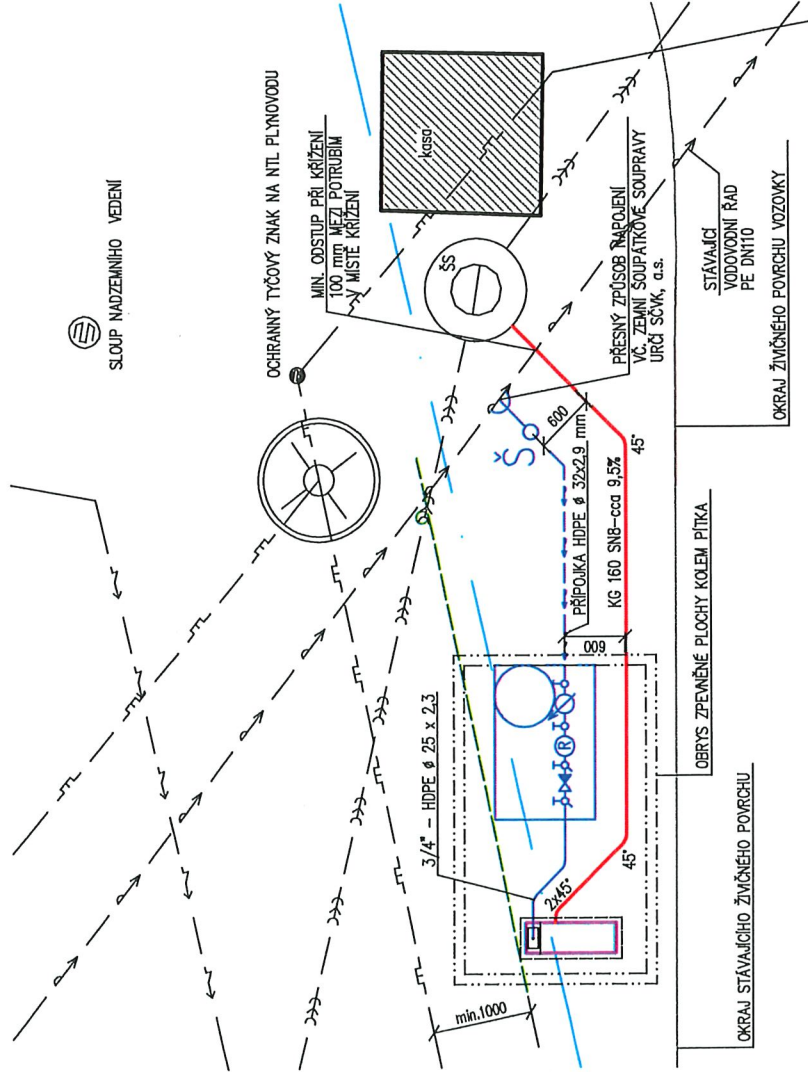 SLOUP NADZEMNÍHO VEDENÍ
OCHRANNÝ TYČOVÝ ZNAK NA NTL PLYNOVODU
MIN. ODSTUP PŘI KŘÍŽENÍ
100 mm MEZI POTRUBÍM
V MÍSTĚ KŘÍŽENÍ
kasa
ŠS
PŘESNÝ ZPŮSOB NAPOJENÍ
VČ. ZEMNÍ ŠOUPÁTKOVÉ SOUPRAVY
URČÍ SČVK, a.s.
STÁVAJÍCÍ
VODOVODNÍ ŘAD
PE DN110
OKRAJ ŽIVIČNÉHO POVRCHU VOZOVKY
Š
600
45°
PŘÍPOJKA HDPE ø 32x2,9 mm
KG 160 SN8-cca 9,5%
600
3/4" - HDPE ø 25 x 2,3
R
2x45°
45°
min.1000
OBRYS ZPEVNĚNÉ PLOCHY KOLEM PÍTKA
OKRAJ STÁVAJÍCÍHO ŽIVIČNÉHO POVRCHU